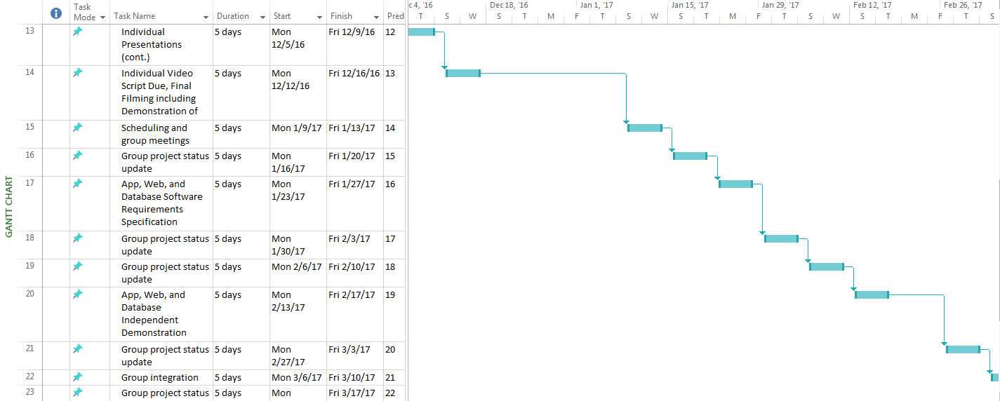 Task Mode Task Name Duration Start Finish Pred
c 4, '16 Dec 18, '16 Jan 1, '17 Jan 15, '17 Jan 29, '17 Feb 12, '17 Feb 26, '17
T S W S T M F S W S T M F S W S T M F S T S
GANTT CHART
13 Individual Presentations (cont.) 5 days Mon 12/5/16 Fri 12/9/16 12
14 Individual Video Script Due, Final Filming including Demonstration of 5 days Mon 12/12/16 Fri 12/16/16 13
15 Scheduling and group meetings 5 days Mon 1/9/17 Fri 1/13/17 14
16 Group project status update 5 days Mon 1/16/17 Fri 1/20/17 15
17 App, Web, and Database Software Requirements Specification 5 days Mon 1/23/17 Fri 1/27/17 16
18 Group project status update 5 days Mon 1/30/17 Fri 2/3/17 17
19 Group project status update 5 days Mon 2/6/17 Fri 2/10/17 18
20 App, Web, and Database Independent Demonstration 5 days Mon 2/13/17 Fri 2/17/17 19
21 Group project status update 5 days Mon 2/27/17 Fri 3/3/17 20
22 Group integration 5 days Mon 3/6/17 Fri 3/10/17 21
23 Group project status 5 days Mon Fri 3/17/17 22